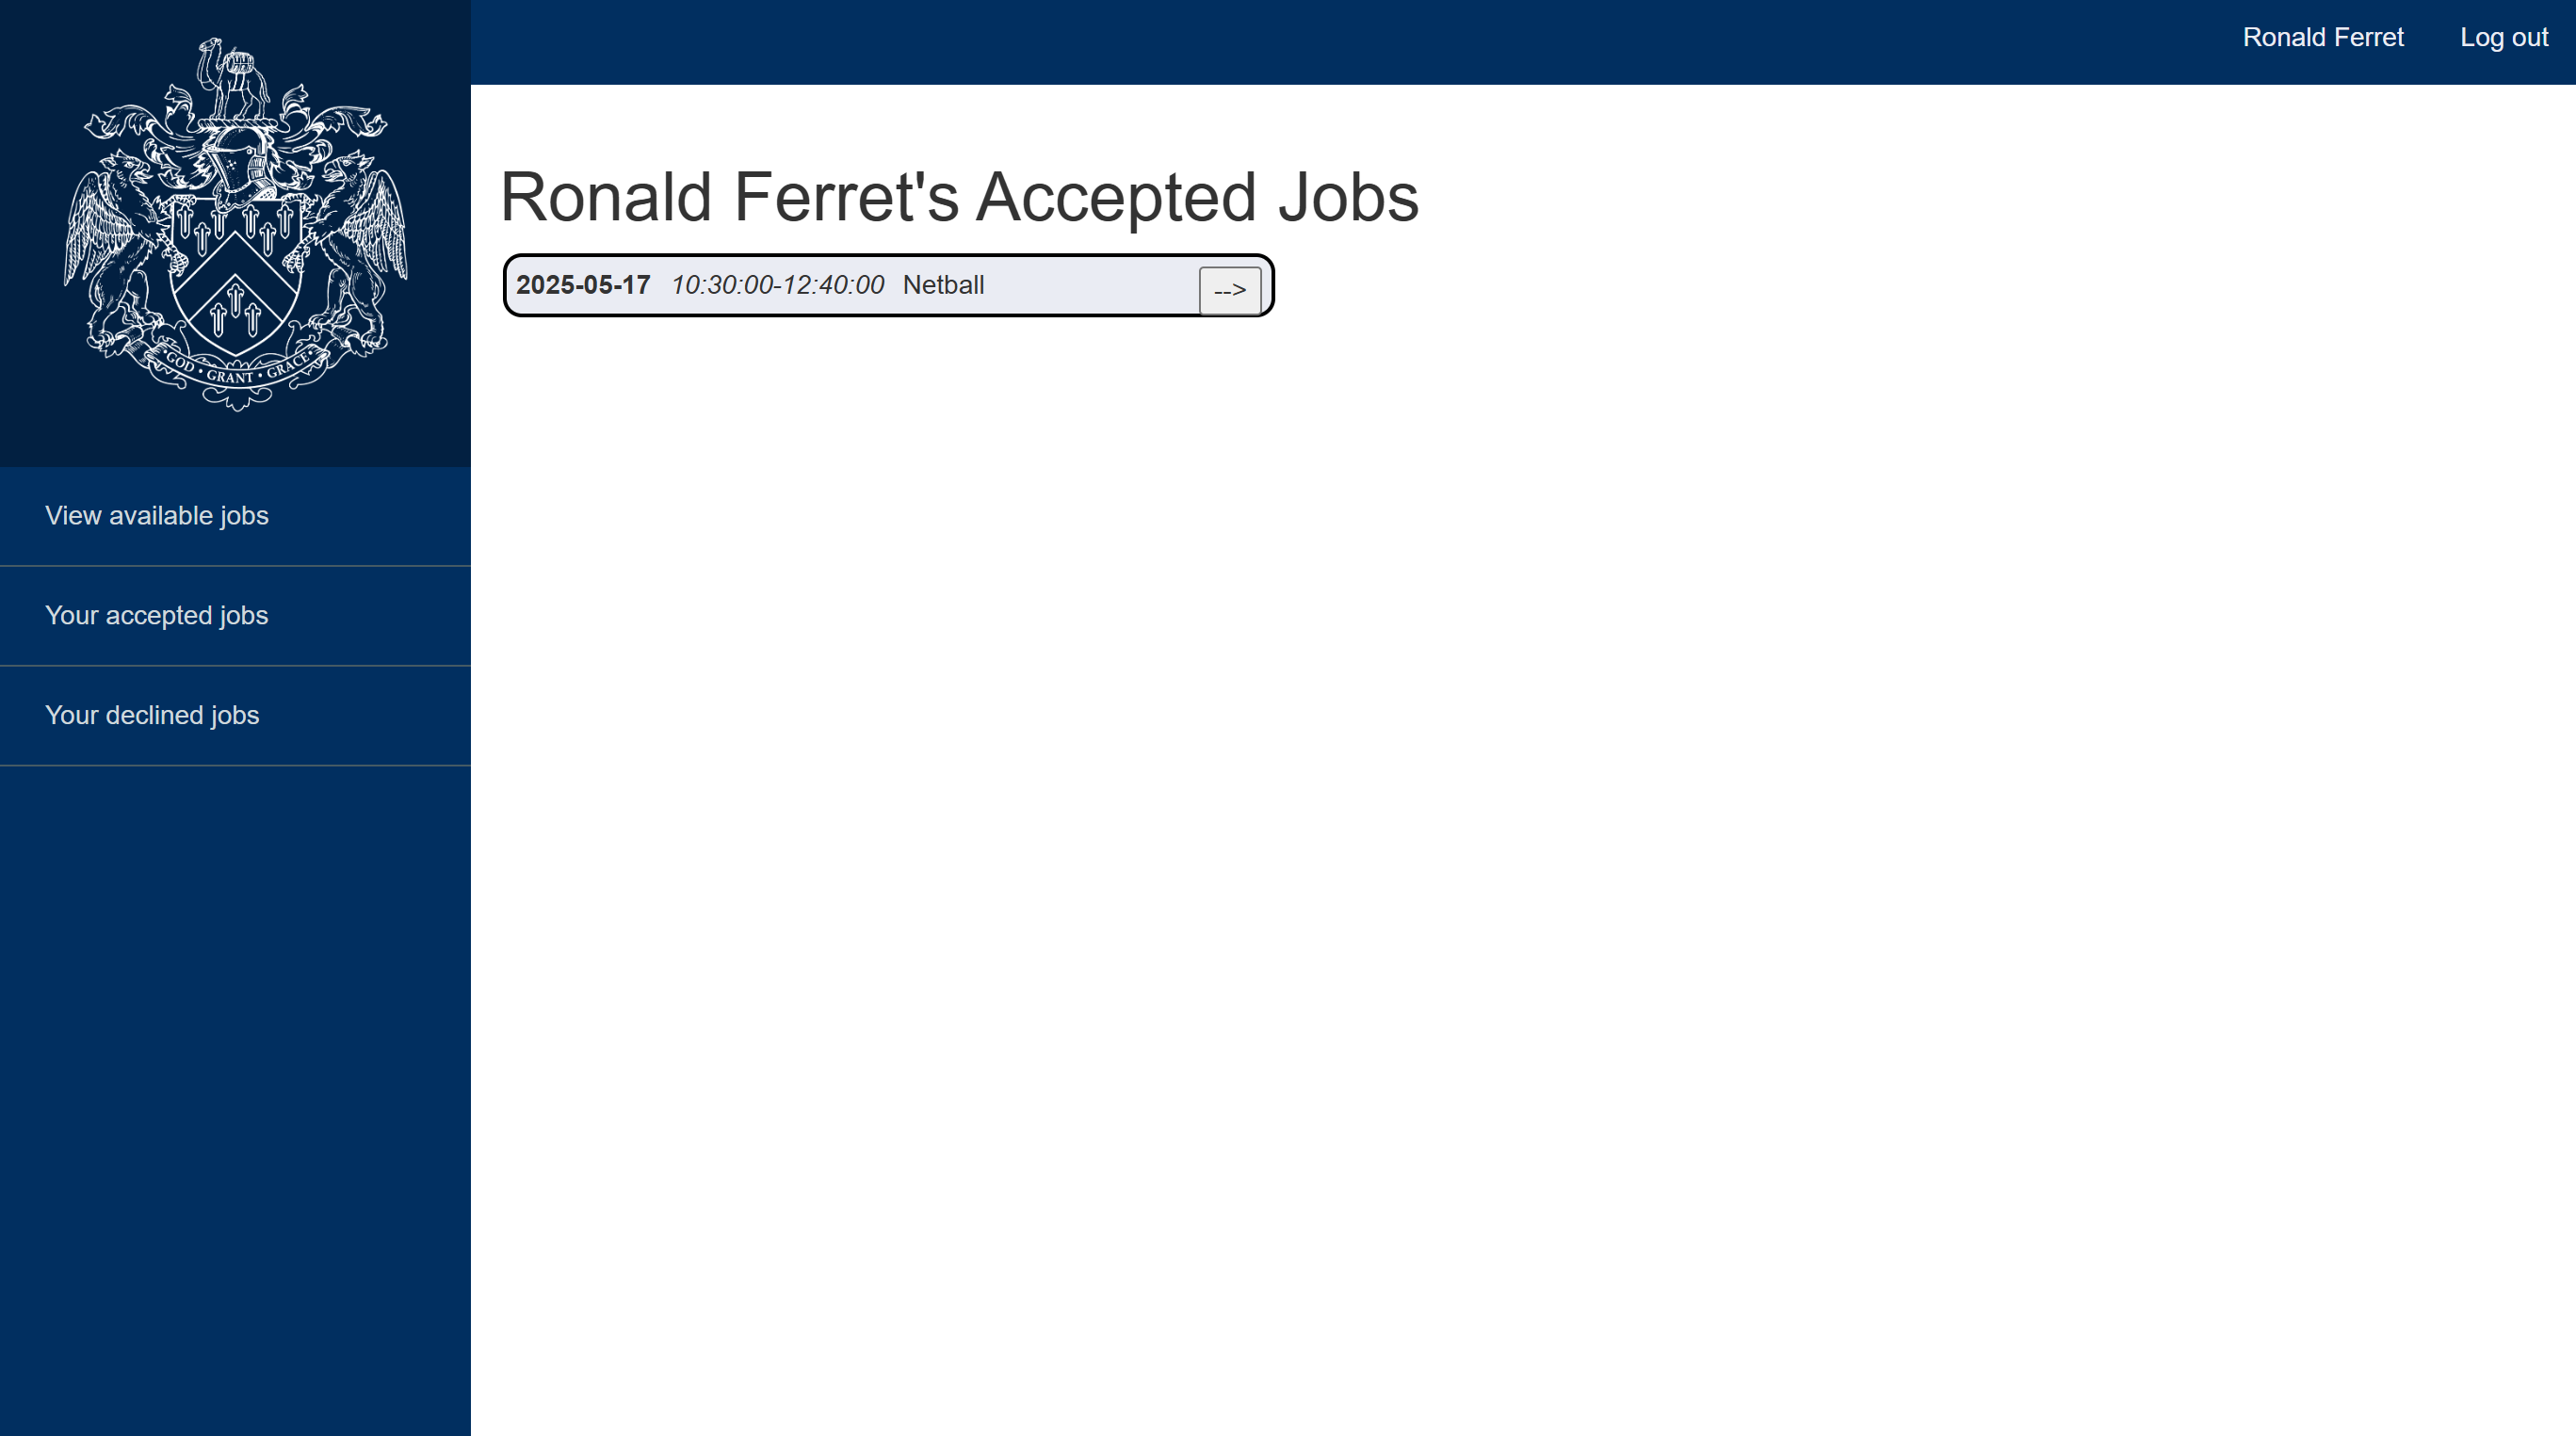 Ronald Ferret Log out
GOD • GRANT • GRACE
View available jobs
Your accepted jobs
Your declined jobs
Ronald Ferret's Accepted Jobs
2025-05-17 10:30:00-12:40:00 Netball -->